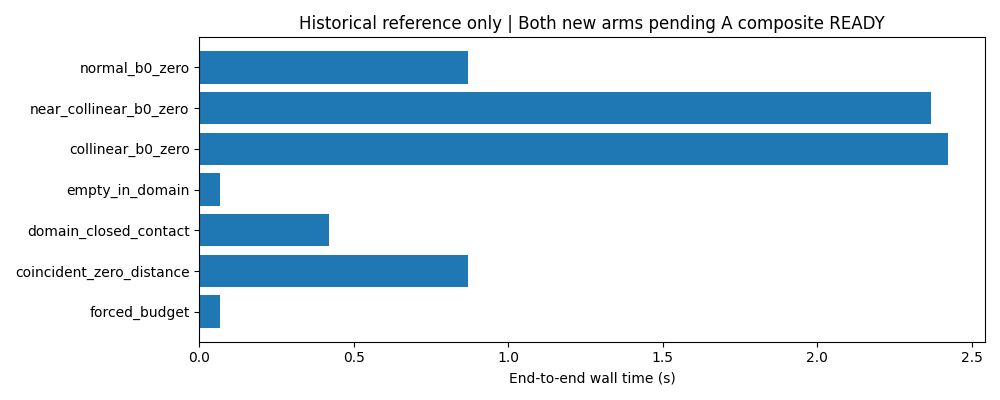 Historical reference only | Both new arms pending A composite READY
normal_b0_zero
near_collinear_b0_zero
collinear_b0_zero
empty_in_domain
domain_closed_contact
coincident_zero_distance
forced_budget
0.0 0.5 1.0 1.5 2.0 2.5
End-to-end wall time (s)